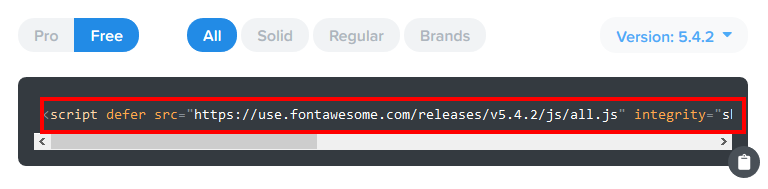 Pro Free All Solid Regular Brands Version: 5.4.2
<script defer src="https://use.fontawesome.com/releases/v5.4.2/js/all.js" integrity="sh